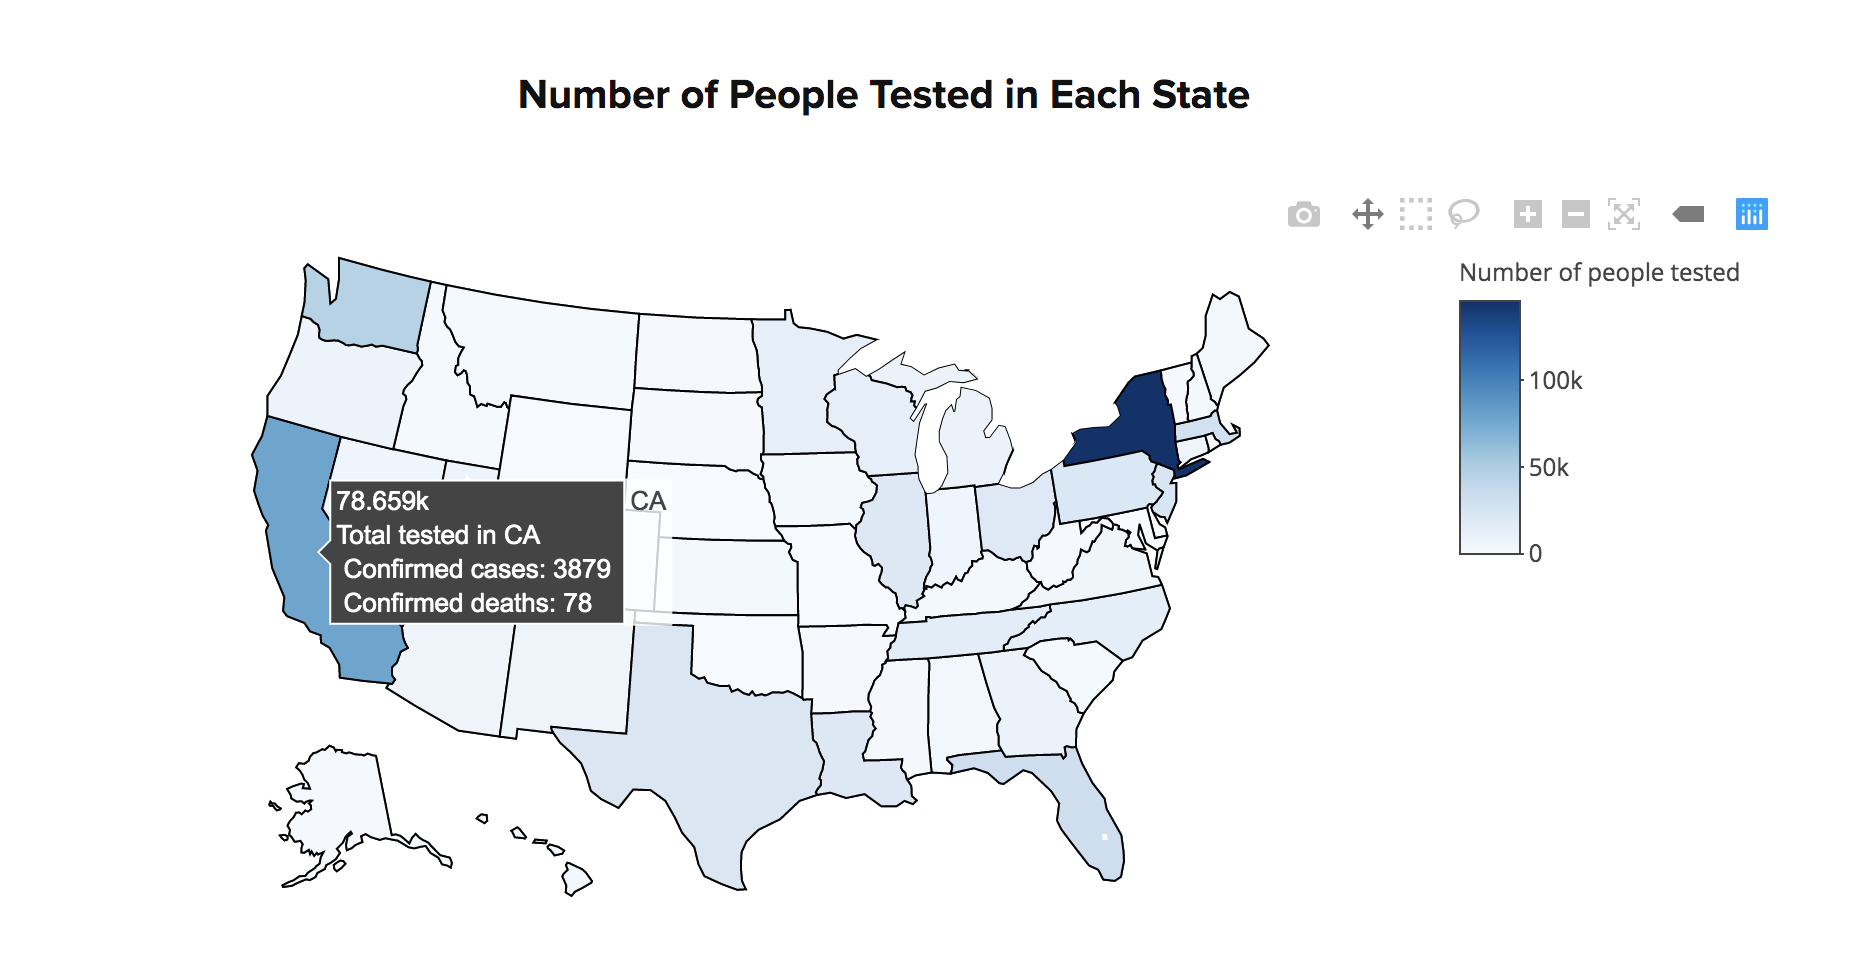 Number of People Tested in Each State
Number of people tested
100k
50k
0
78.659k
CA
Total tested in CA
Confirmed cases: 3879
Confirmed deaths: 78